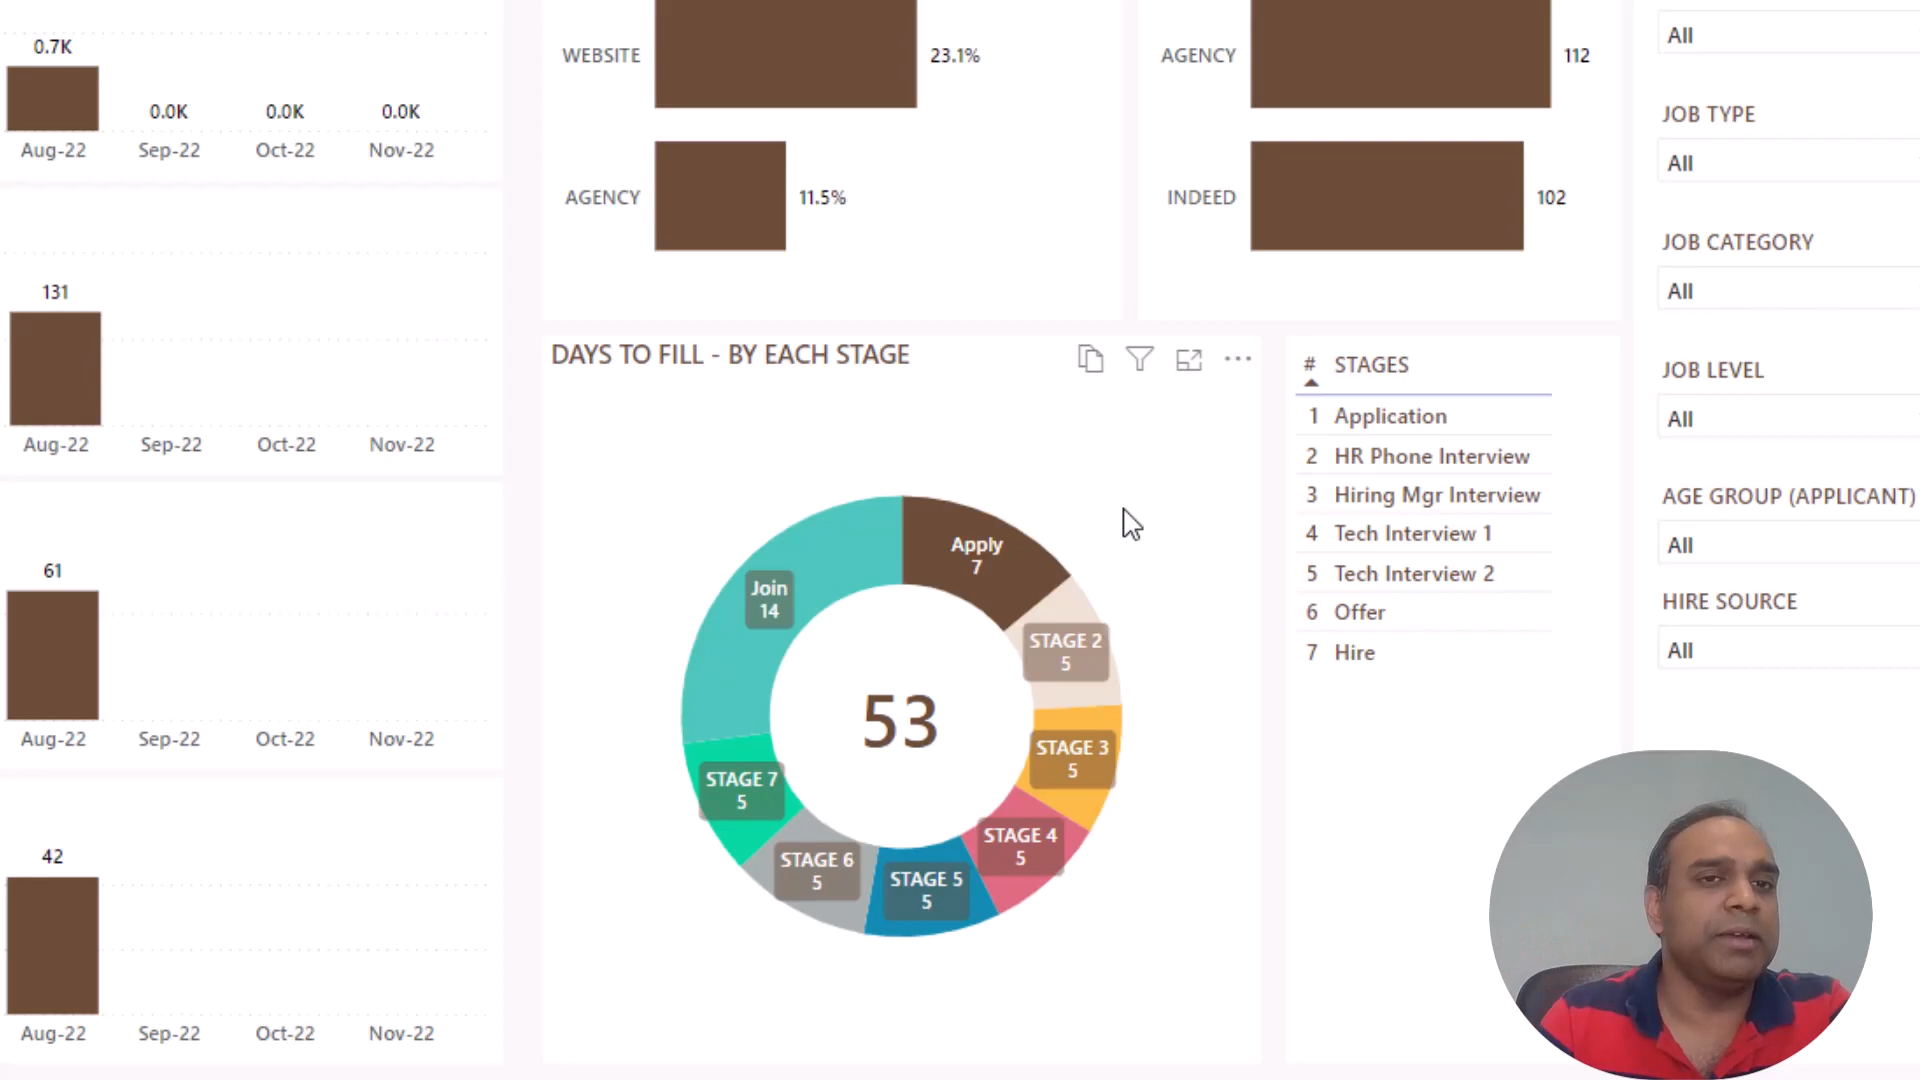 0.7K
0.0K
0.0K
0.0K
Aug-22
Sep-22
Oct-22
Nov-22
131
Aug-22
Sep-22
Oct-22
Nov-22
61
Aug-22
Sep-22
Oct-22
Nov-22
42
Aug-22
Sep-22
Oct-22
Nov-22
WEBSITE
23.1%
AGENCY
11.5%
AGENCY
112
INDEED
102
DAYS TO FILL - BY EACH STAGE
Apply
7
STAGE 2
5
STAGE 3
5
STAGE 4
5
STAGE 5
5
STAGE 6
5
STAGE 7
5
Join
14
53
# STAGES
1 Application
2 HR Phone Interview
3 Hiring Mgr Interview
4 Tech Interview 1
5 Tech Interview 2
6 Offer
7 Hire
All
JOB TYPE
All
JOB CATEGORY
All
JOB LEVEL
All
AGE GROUP (APPLICANT)
All
HIRE SOURCE
All